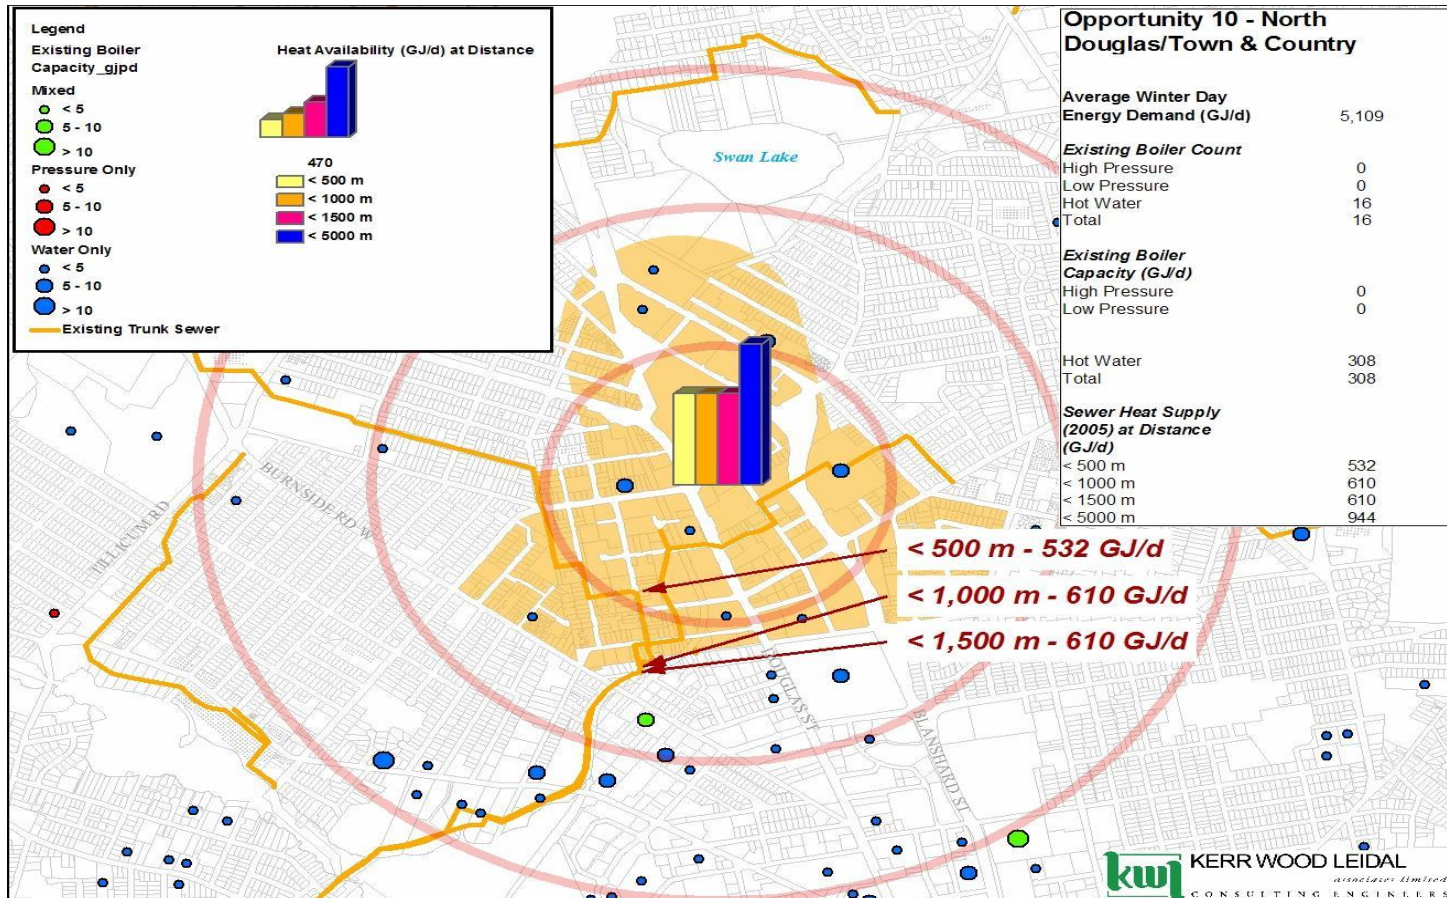 Legend
Existing Boiler
Capacity_gjpd
Mixed
< 5
5 - 10
> 10
Pressure Only
< 5
5 - 10
> 10
Water Only
< 5
5 - 10
> 10
Existing Trunk Sewer
Heat Availability (GJ/d) at Distance
470
< 500 m
< 1000 m
< 1500 m
< 5000 m
Swan Lake
TILLICUM RD
BURNSIDE RD W
DOUGLAS ST
BLANSHARD ST
< 500 m - 532 GJ/d
< 1,000 m - 610 GJ/d
< 1,500 m - 610 GJ/d
Opportunity 10 - North
Douglas/Town & Country
Average Winter Day
Energy Demand (GJ/d) 5,109
Existing Boiler Count
High Pressure 0
Low Pressure 0
Hot Water 16
Total 16
Existing Boiler
Capacity (GJ/d)
High Pressure 0
Low Pressure 0
Hot Water 308
Total 308
Sewer Heat Supply
(2005) at Distance
(GJ/d)
< 500 m 532
< 1000 m 610
< 1500 m 610
< 5000 m 944
kwl KERR WOOD LEIDAL
associates limited
CONSULTING ENGINEERS